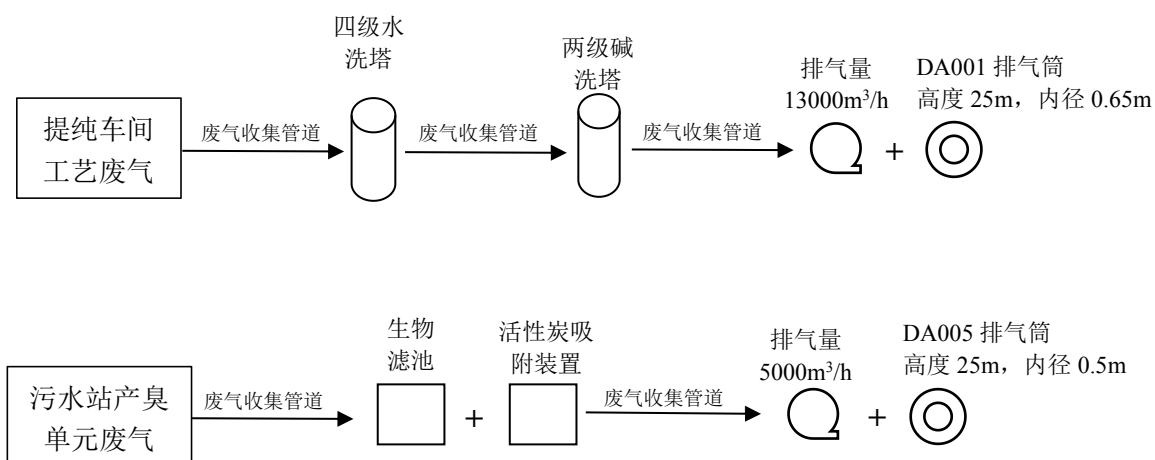 四级水
洗塔
两级碱
洗塔
排气量
13000m³/h
DA001 排气筒
高度 25m，内径 0.65m
提纯车间
工艺废气
废气收集管道
废气收集管道
废气收集管道
+
生物
滤池
活性炭吸
附装置
排气量
5000m³/h
DA005 排气筒
高度 25m，内径 0.5m
污水站产臭
单元废气
废气收集管道
+
废气收集管道
+